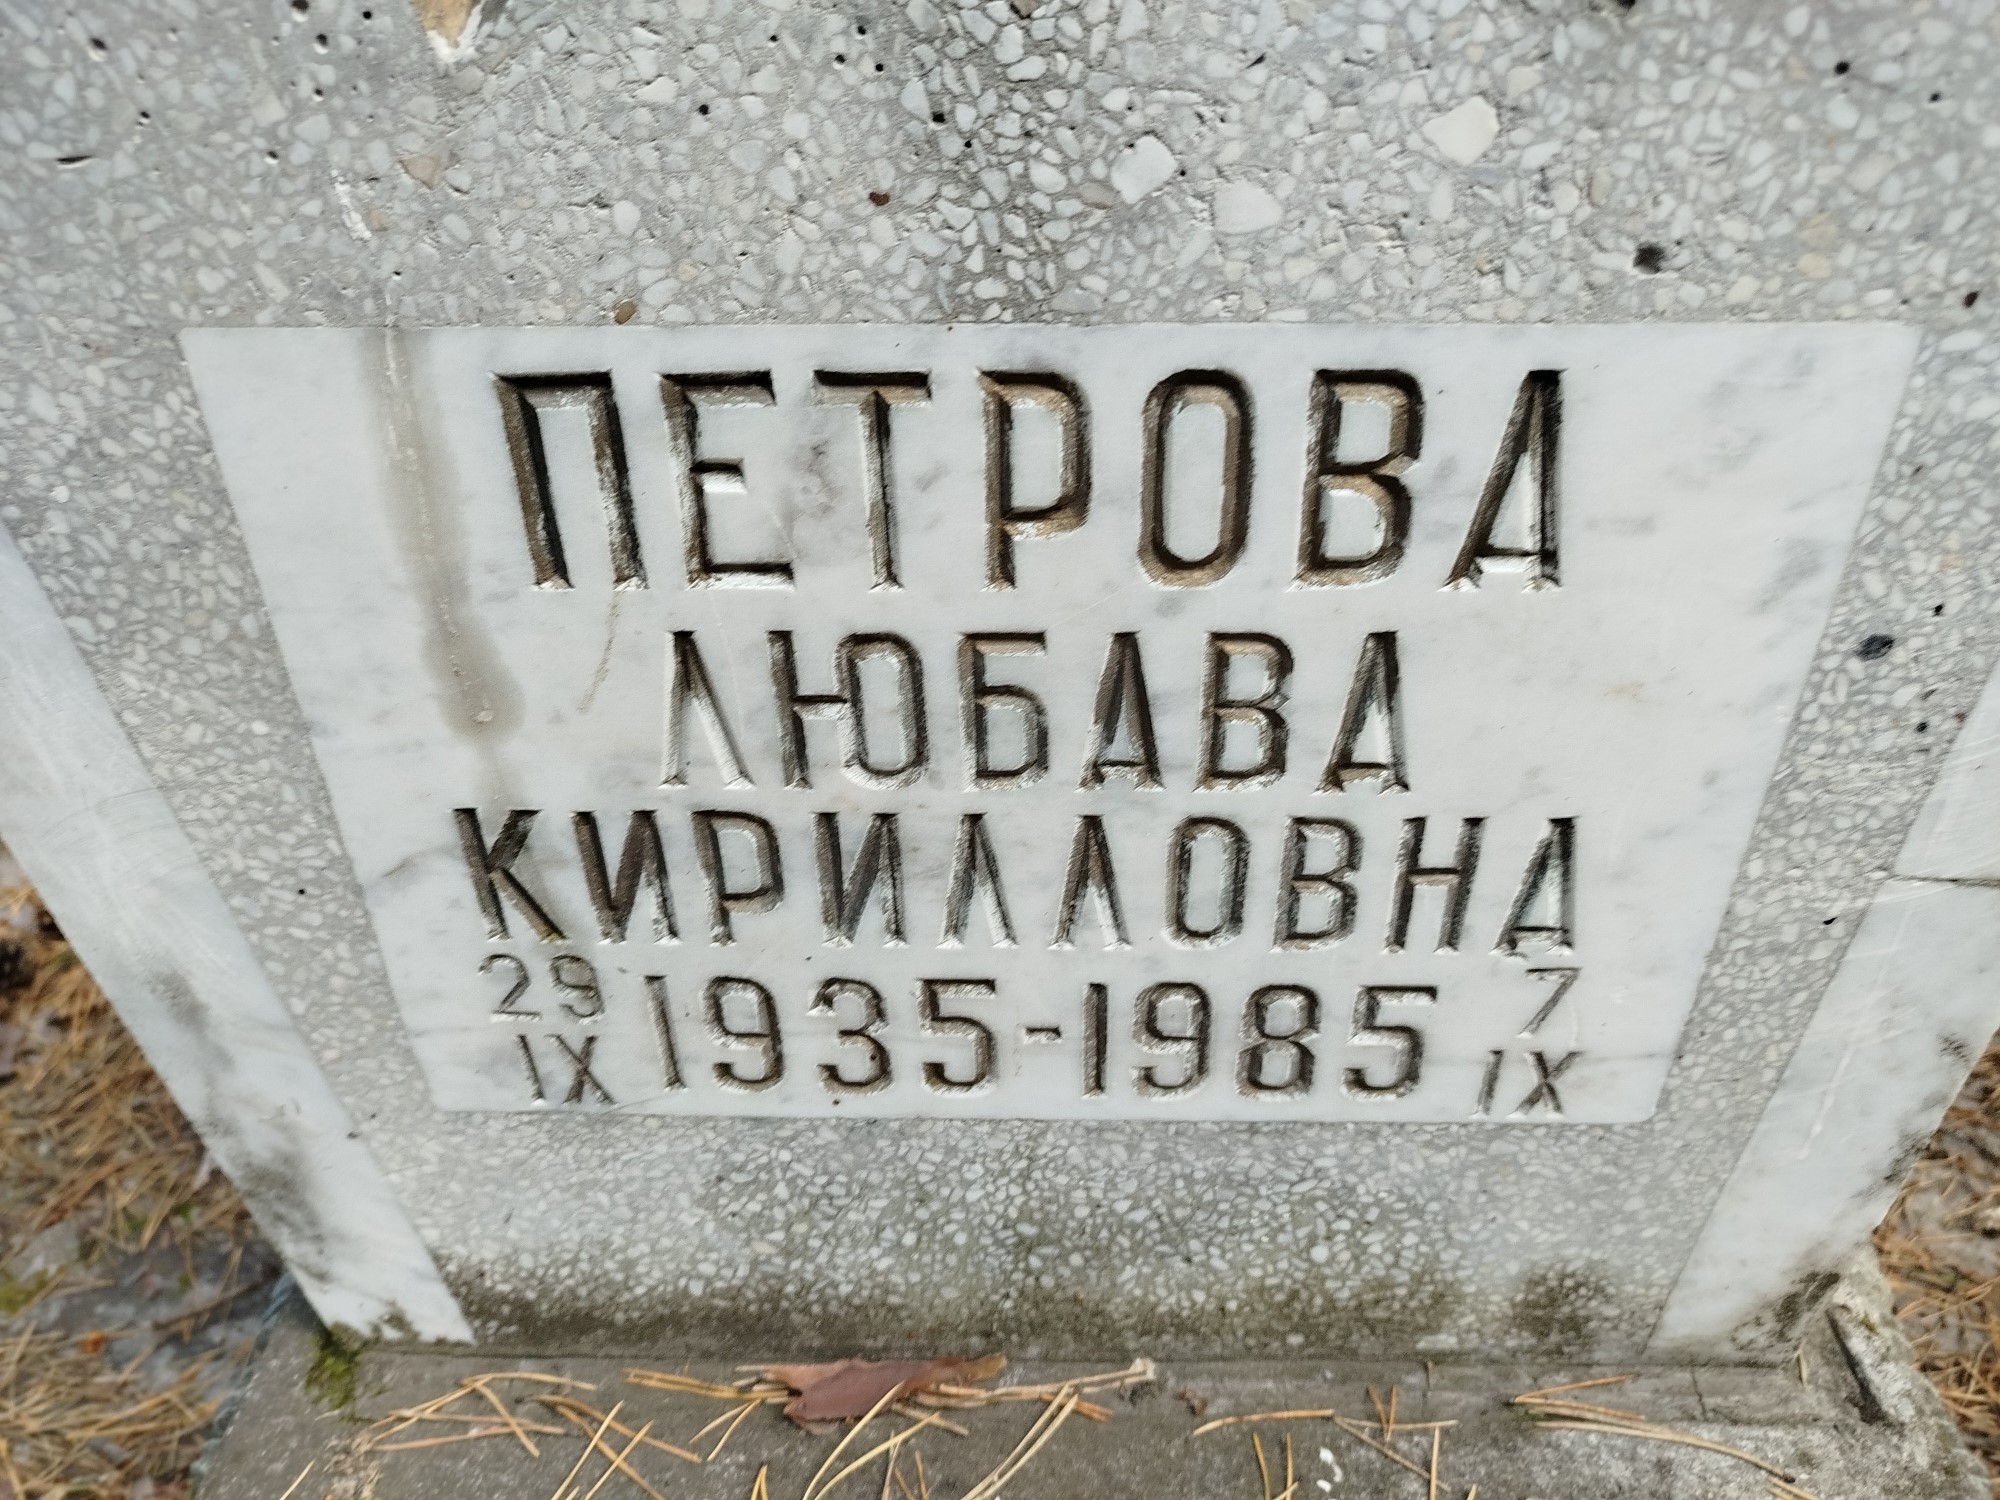 ПЕТРОВА
ЛЮБАВА
КИРИЛЛОВНА
29 IX 1935-1985 7 IX